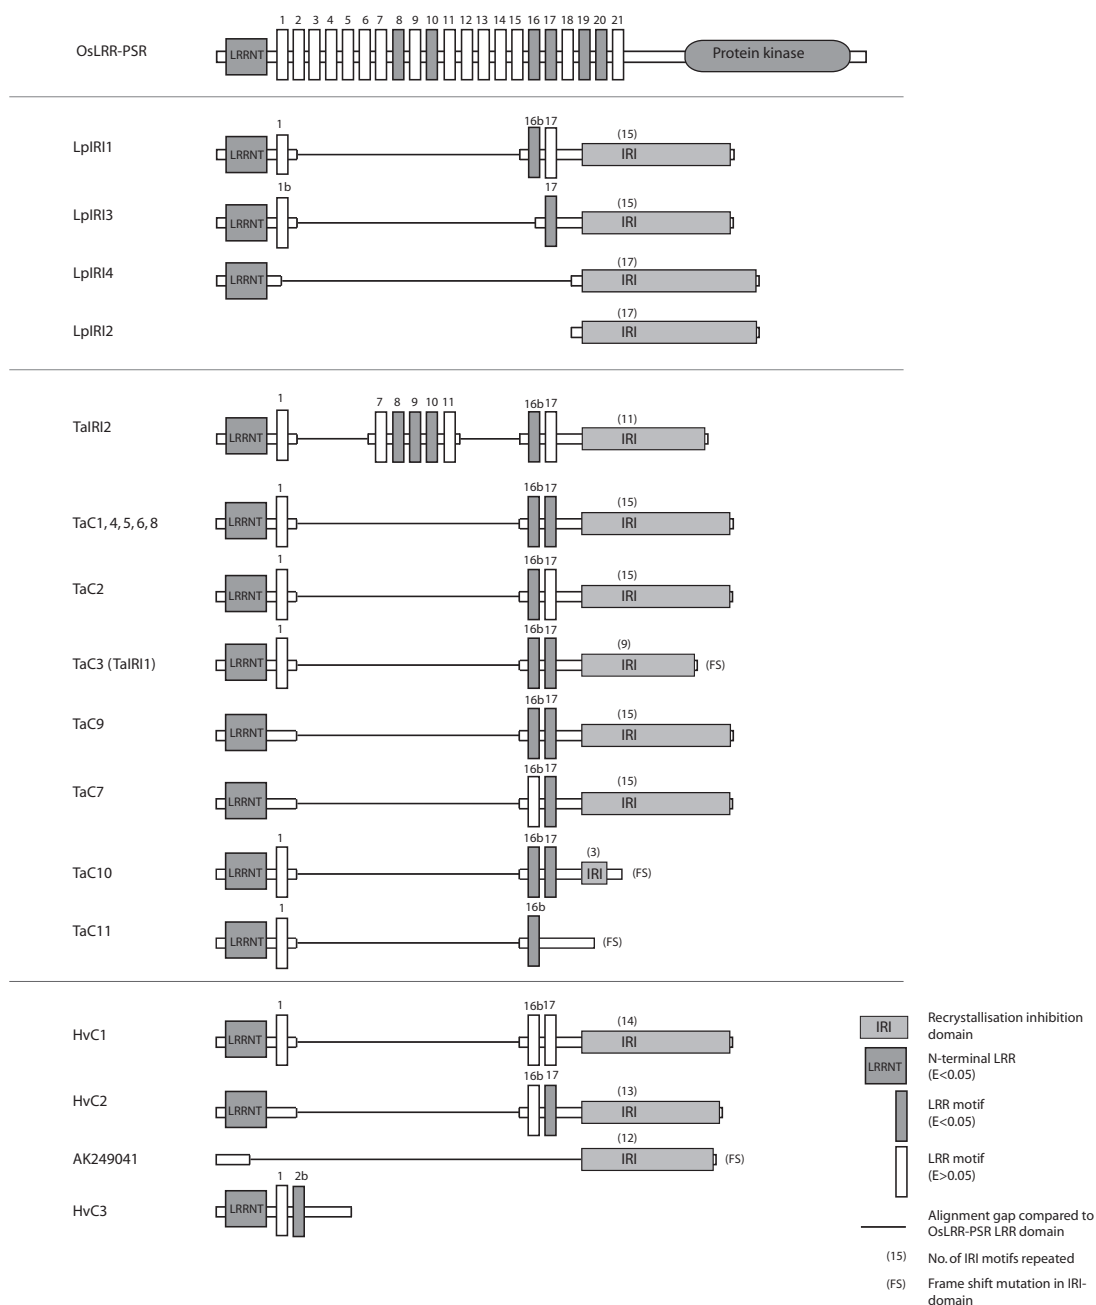 1 2 3 4 5 6 7 8 9 10 11 12 13 14 15 16 17 18 19 20 21
OsLRR-PSR LRRNT Protein kinase
1 16b 17 (15)
LpIRI1 LRRNT IRI
1b 17 (15)
LpIRI3 LRRNT IRI
(17)
LpIRI4 LRRNT IRI
(17)
LpIRI2 IRI
1 7 8 9 10 11 16b 17 (11)
TaIRI2 LRRNT IRI
1 16b 17 (15)
TaC1, 4, 5, 6, 8 LRRNT IRI
1 16b 17 (15)
TaC2 LRRNT IRI
1 16b 17 (9)
TaC3 (TaIRI1) LRRNT IRI (FS)
16b 17 (15)
TaC9 LRRNT IRI
16b 17 (15)
TaC7 LRRNT IRI
1 16b 17 (3)
TaC10 LRRNT IRI (FS)
1 16b
TaC11 LRRNT (FS)
1 16b 17 (14)
HvC1 LRRNT IRI
16b 17 (13)
HvC2 LRRNT IRI
(12)
AK249041 IRI (FS)
1 2b
HvC3 LRRNT
IRI Recrystallisation inhibition
domain
LRRNT N-terminal LRR
(E<0.05)
LRR motif
(E<0.05)
LRR motif
(E>0.05)
Alignment gap compared to
OsLRR-PSR LRR domain
(15) No. of IRI motifs repeated
(FS) Frame shift mutation in IRI-
domain